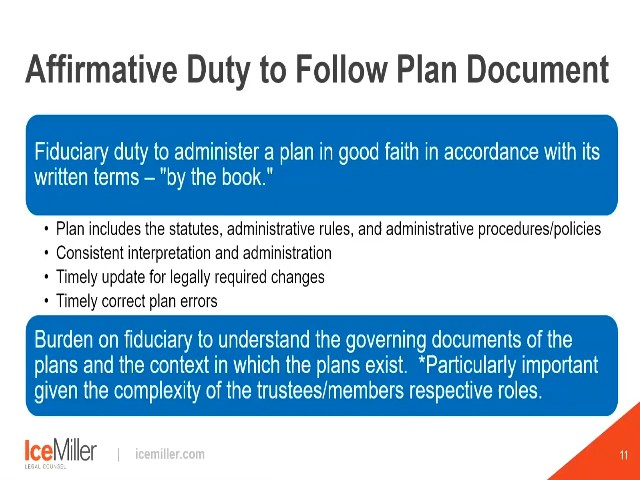 Affirmative Duty to Follow Plan Document
Fiduciary duty to administer a plan in good faith in accordance with its
written terms – "by the book."
• Plan includes the statutes, administrative rules, and administrative procedures/policies
• Consistent interpretation and administration
• Timely update for legally required changes
• Timely correct plan errors
Burden on fiduciary to understand the governing documents of the
plans and the context in which the plans exist. *Particularly important
given the complexity of the trustees/members respective roles.
IceMiller
LEGAL COUNSEL
| icemiller.com
11